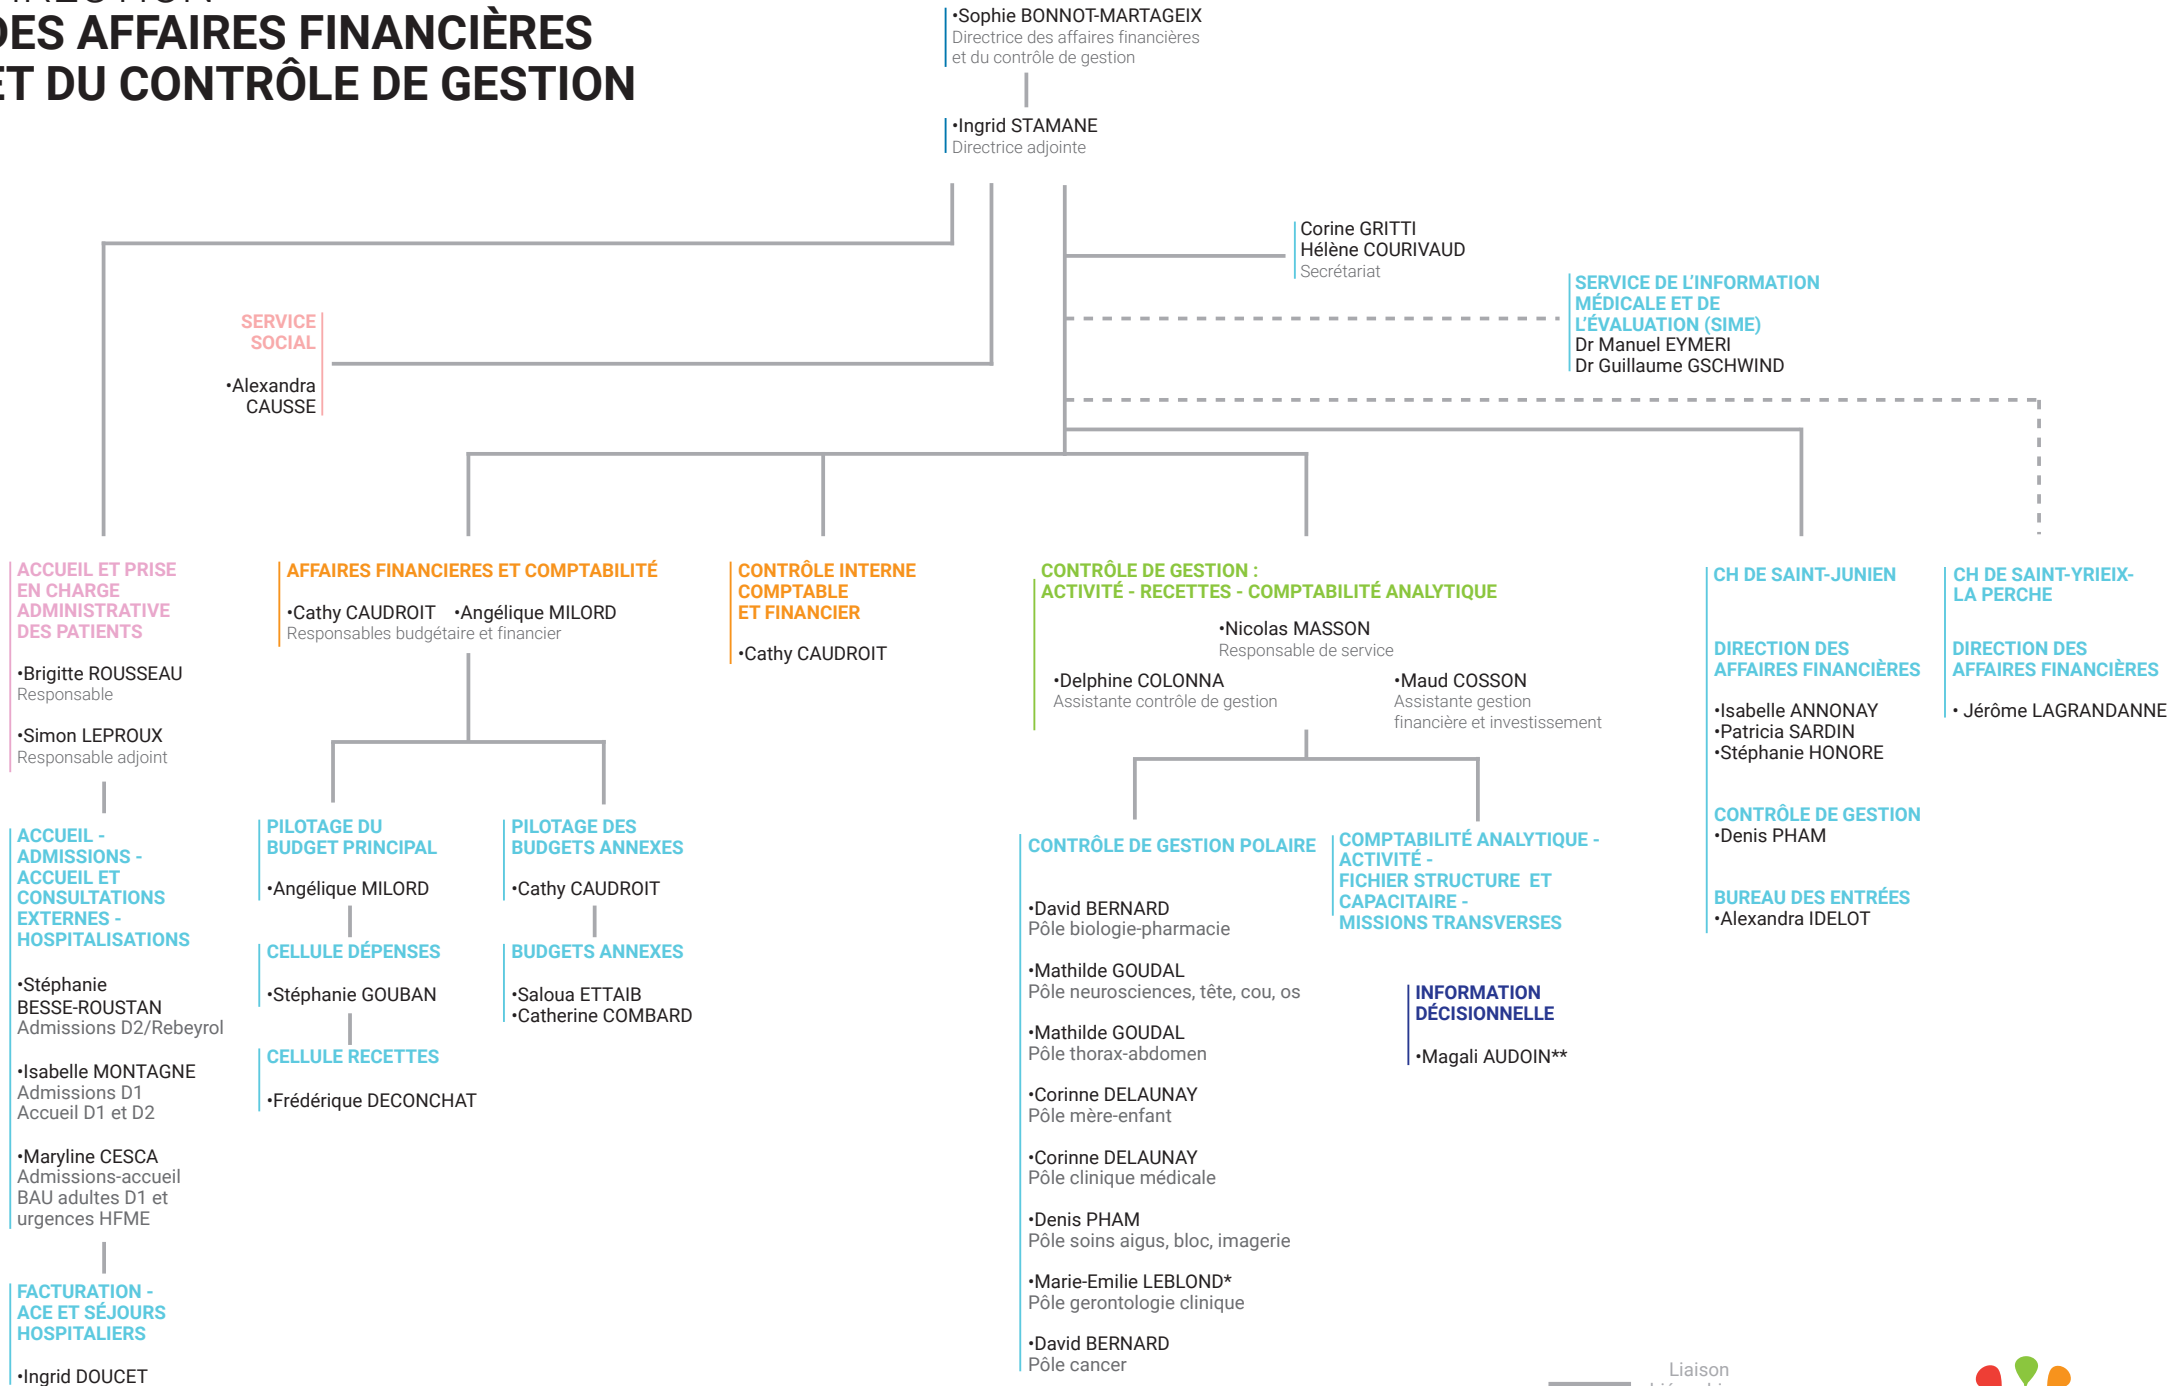 DES AFFAIRES FINANCIÈRES
ET DU CONTRÔLE DE GESTION
•Sophie BONNOT-MARTAGEIX
Directrice des affaires financières
et du contrôle de gestion
•Ingrid STAMANE
Directrice adjointe
Corine GRITTI
Hélène COURIVAUD
Secrétariat
SERVICE DE L'INFORMATION
MÉDICALE ET DE
L'ÉVALUATION (SIME)
Dr Manuel EYMERI
Dr Guillaume GSCHWIND
SERVICE
SOCIAL
•Alexandra
CAUSSE
ACCUEIL ET PRISE
EN CHARGE
ADMINISTRATIVE
DES PATIENTS
•Brigitte ROUSSEAU
Responsable
•Simon LEPROUX
Responsable adjoint
ACCUEIL -
ADMISSIONS -
ACCUEIL ET
CONSULTATIONS
EXTERNES -
HOSPITALISATIONS
•Stéphanie
BESSE-ROUSTAN
Admissions D2/Rebeyrol
•Isabelle MONTAGNE
Admissions D1
Accueil D1 et D2
•Maryline CESCA
Admissions-accueil
BAU adultes D1 et
urgences HFME
FACTURATION -
ACE ET SÉJOURS
HOSPITALIERS
•Ingrid DOUCET
AFFAIRES FINANCIERES ET COMPTABILITÉ
•Cathy CAUDROIT •Angélique MILORD
Responsables budgétaire et financier
PILOTAGE DU
BUDGET PRINCIPAL
•Angélique MILORD
CELLULE DÉPENSES
•Stéphanie GOUBAN
CELLULE RECETTES
•Frédérique DECONCHAT
PILOTAGE DES
BUDGETS ANNEXES
•Cathy CAUDROIT
BUDGETS ANNEXES
•Saloua ETTAIB
•Catherine COMBARD
CONTRÔLE INTERNE
COMPTABLE
ET FINANCIER
•Cathy CAUDROIT
CONTRÔLE DE GESTION :
ACTIVITÉ - RECETTES - COMPTABILITÉ ANALYTIQUE
•Nicolas MASSON
Responsable de service
•Delphine COLONNA
Assistante contrôle de gestion
•Maud COSSON
Assistante gestion
financière et investissement
CONTRÔLE DE GESTION POLAIRE
•David BERNARD
Pôle biologie-pharmacie
•Mathilde GOUDAL
Pôle neurosciences, tête, cou, os
•Mathilde GOUDAL
Pôle thorax-abdomen
•Corinne DELAUNAY
Pôle mère-enfant
•Corinne DELAUNAY
Pôle clinique médicale
•Denis PHAM
Pôle soins aigus, bloc, imagerie
•Marie-Emilie LEBLOND*
Pôle gerontologie clinique
•David BERNARD
Pôle cancer
COMPTABILITÉ ANALYTIQUE -
ACTIVITÉ -
FICHIER STRUCTURE ET
CAPACITAIRE -
MISSIONS TRANSVERSES
INFORMATION
DÉCISIONNELLE
•Magali AUDOIN**
CH DE SAINT-JUNIEN
DIRECTION DES
AFFAIRES FINANCIÈRES
•Isabelle ANNONAY
•Patricia SARDIN
•Stéphanie HONORE
CONTRÔLE DE GESTION
•Denis PHAM
BUREAU DES ENTRÉES
•Alexandra IDELOT
CH DE SAINT-YRIEIX-
LA PERCHE
DIRECTION DES
AFFAIRES FINANCIÈRES
• Jérôme LAGRANDANNE
Liaison